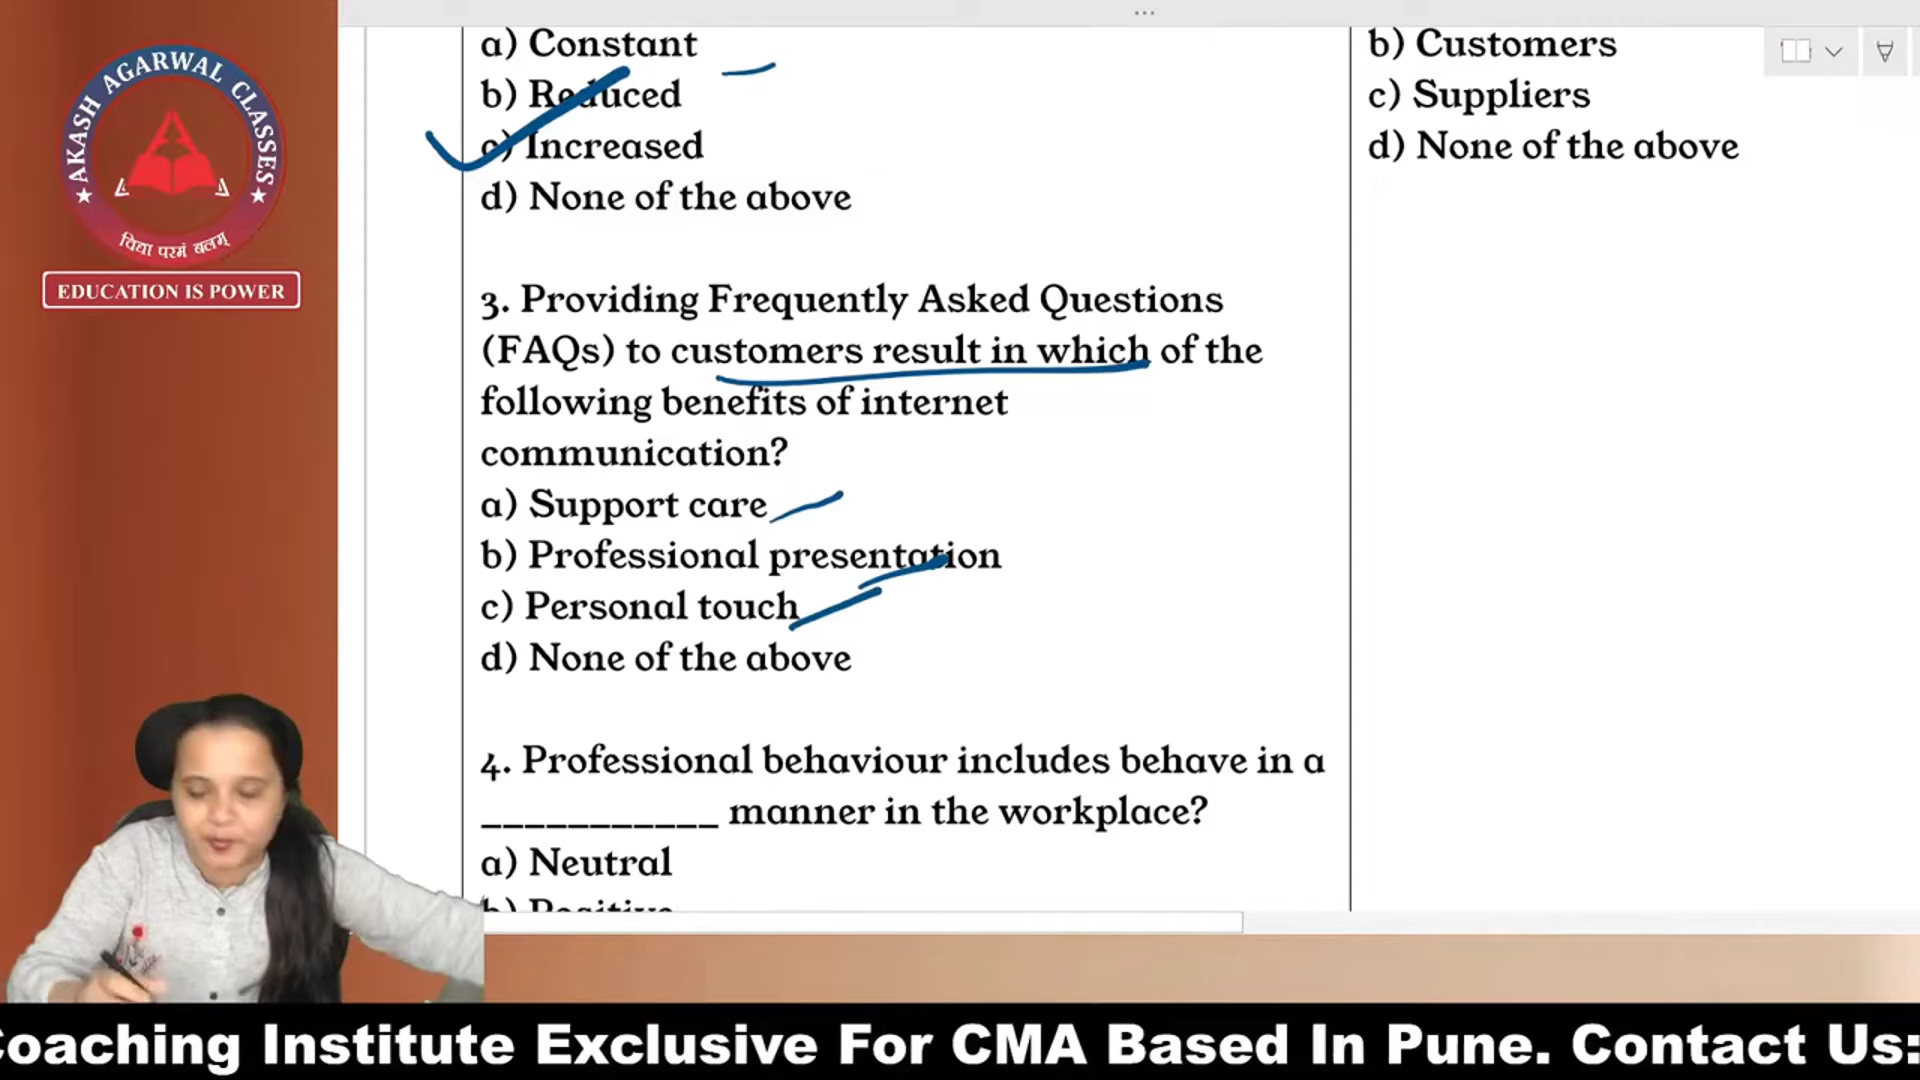 AKASH AGARWAL CLASSES
विद्या परमं बलम्
EDUCATION IS POWER
a) Constant
b) Reduced
c) Increased
d) None of the above
3. Providing Frequently Asked Questions
(FAQs) to customers result in which of the
following benefits of internet
communication?
a) Support care
b) Professional presentation
c) Personal touch
d) None of the above
4. Professional behaviour includes behave in a
___________ manner in the workplace?
a) Neutral
b) Positive
b) Customers
c) Suppliers
d) None of the above
Coaching Institute Exclusive For CMA Based In Pune. Contact Us: